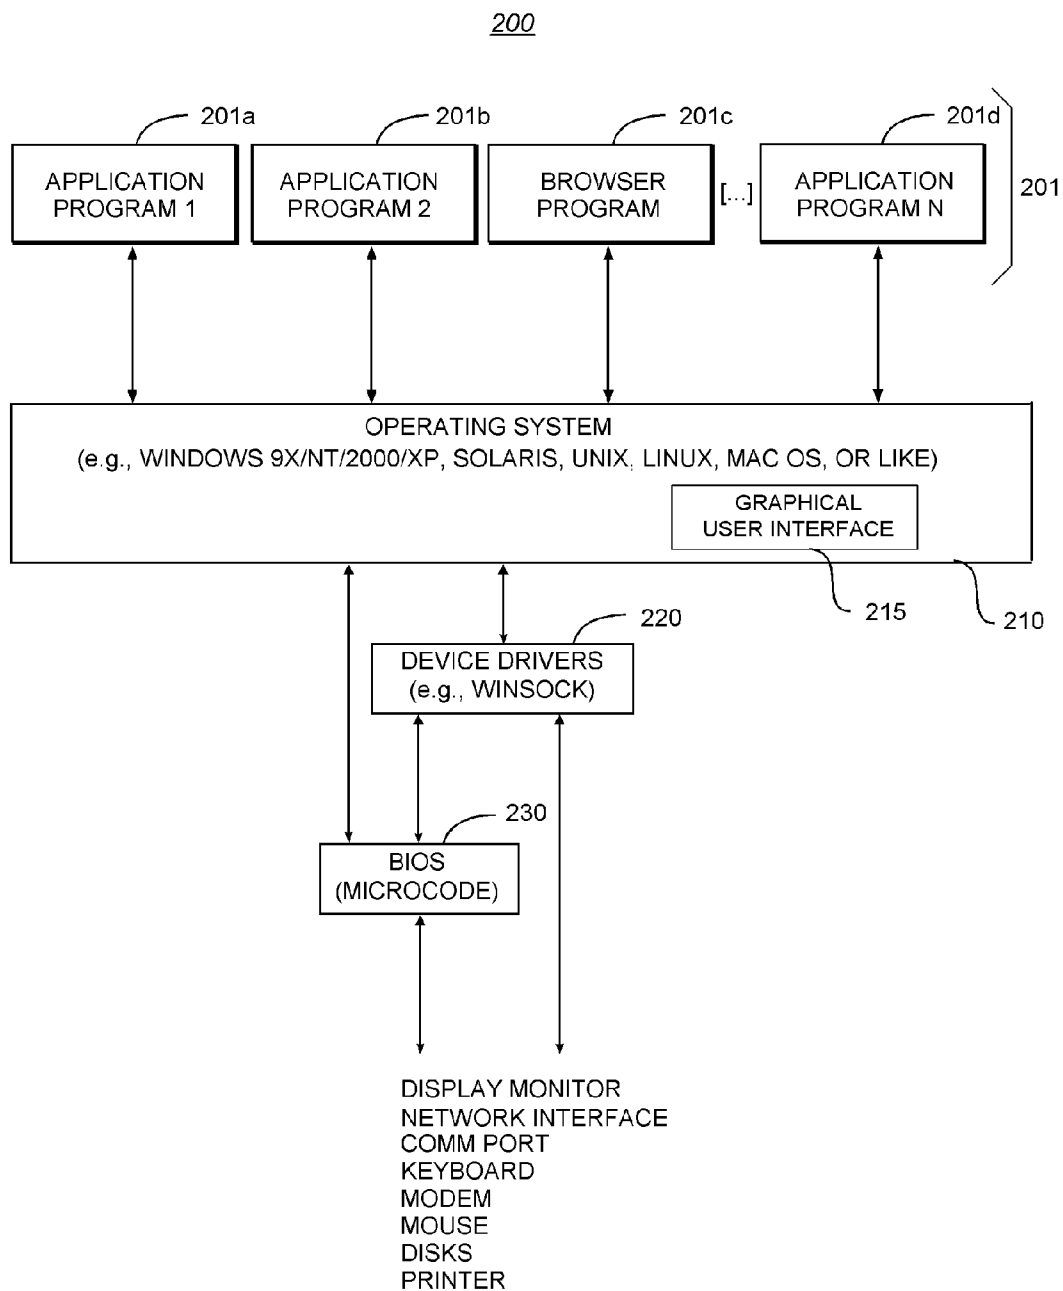 200
201a
201b
201c
201d
APPLICATION
PROGRAM 1
APPLICATION
PROGRAM 2
BROWSER
PROGRAM
[...]
APPLICATION
PROGRAM N
201
OPERATING SYSTEM
(e.g., WINDOWS 9X/NT/2000/XP, SOLARIS, UNIX, LINUX, MAC OS, OR LIKE)
GRAPHICAL
USER INTERFACE
215
210
220
DEVICE DRIVERS
(e.g., WINSOCK)
230
BIOS
(MICROCODE)
DISPLAY MONITOR
NETWORK INTERFACE
COMM PORT
KEYBOARD
MODEM
MOUSE
DISKS
PRINTER